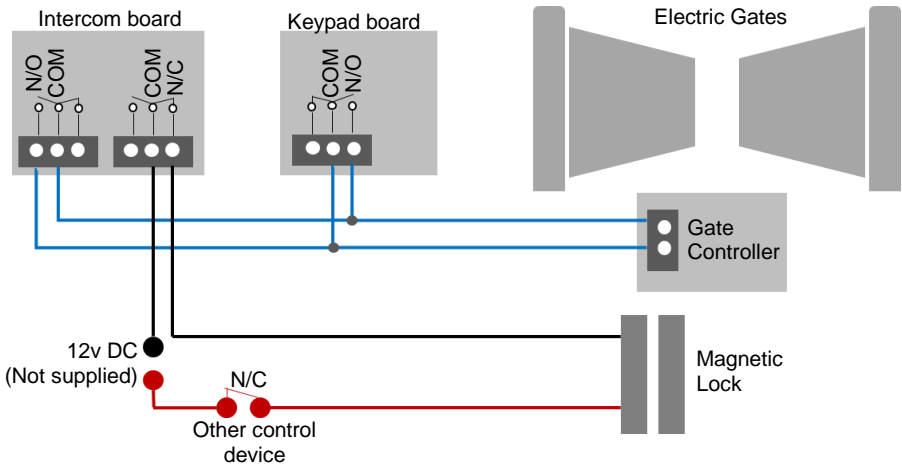 Intercom board
Keypad board
Electric Gates
N/O
COM
COM
N/C
COM
N/O
Gate
Controller
12v DC
(Not supplied)
N/C
Other control
device
Magnetic
Lock